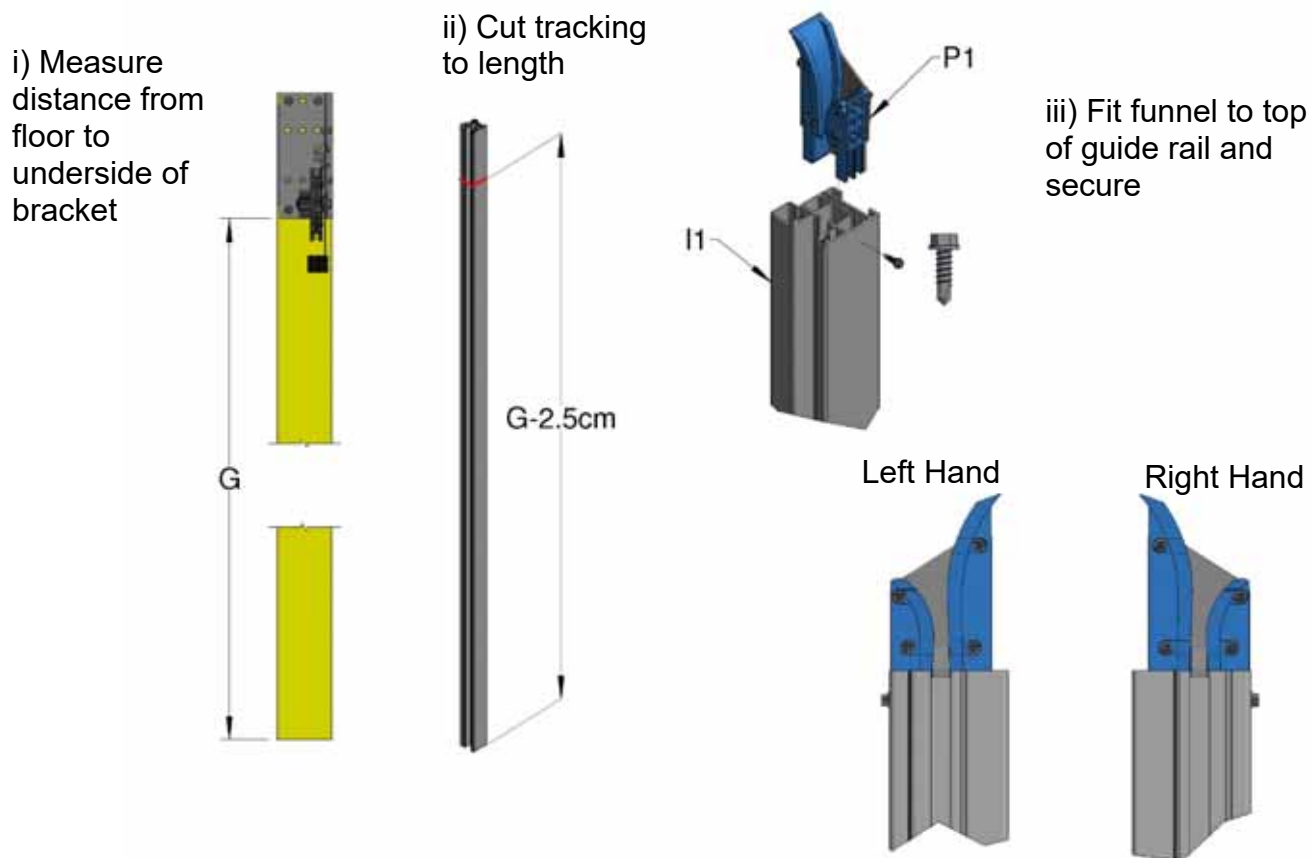 i) Measure
distance from
floor to
underside of
bracket
ii) Cut tracking
to length
P1
iii) Fit funnel to top
of guide rail and
secure
I1
G-2.5cm
G
Left Hand
Right Hand